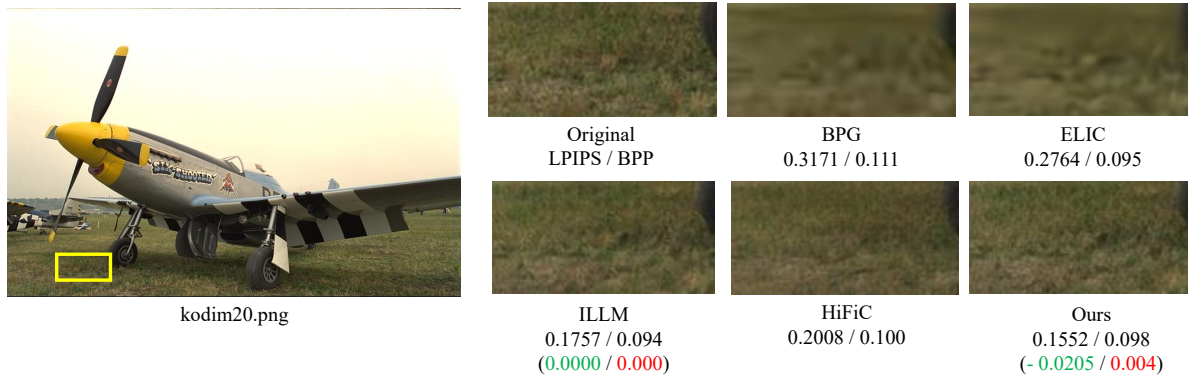 "SLY SHOOTER"
kodim20.png
Original
LPIPS / BPP
BPG
0.3171 / 0.111
ELIC
0.2764 / 0.095
ILLM
0.1757 / 0.094
(0.0000 / 0.000)
HiFiC
0.2008 / 0.100
Ours
0.1552 / 0.098
(- 0.0205 / 0.004)